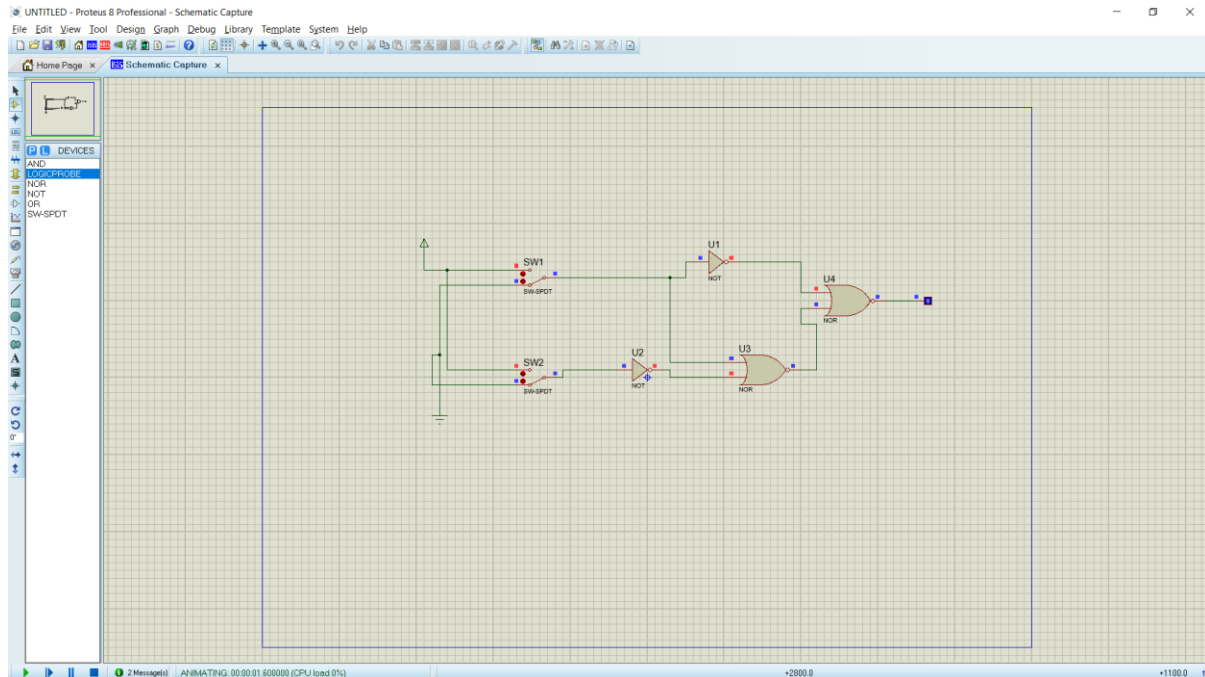 UNTITLED - Proteus 8 Professional - Schematic Capture
File Edit View Tool Design Graph Debug Library Template System Help
Home Page × Schematic Capture ×
P L DEVICES
AND
LOGICPROBE
NOR
NOT
OR
SW-SPDT
SW1
SW-SPDT
U1
NOT
U4
NOR
SW2
SW-SPDT
U2
NOT
U3
NOR
0°
2 Message(s) ANIMATING: 00:00:01.600000 (CPU load 0%) +2800.0 +1100.0